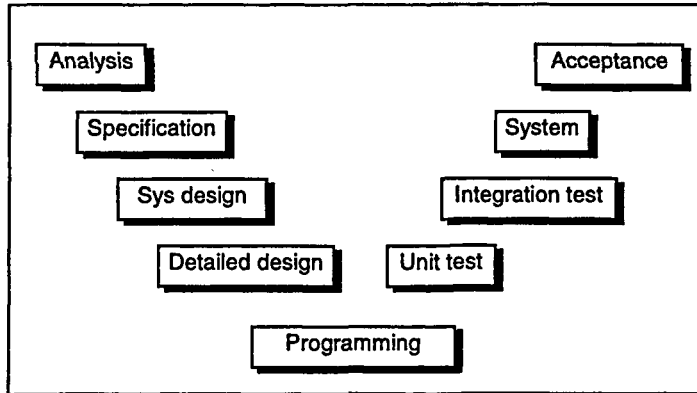 Analysis
Acceptance
Specification
System
Sys design
Integration test
Detailed design
Unit test
Programming